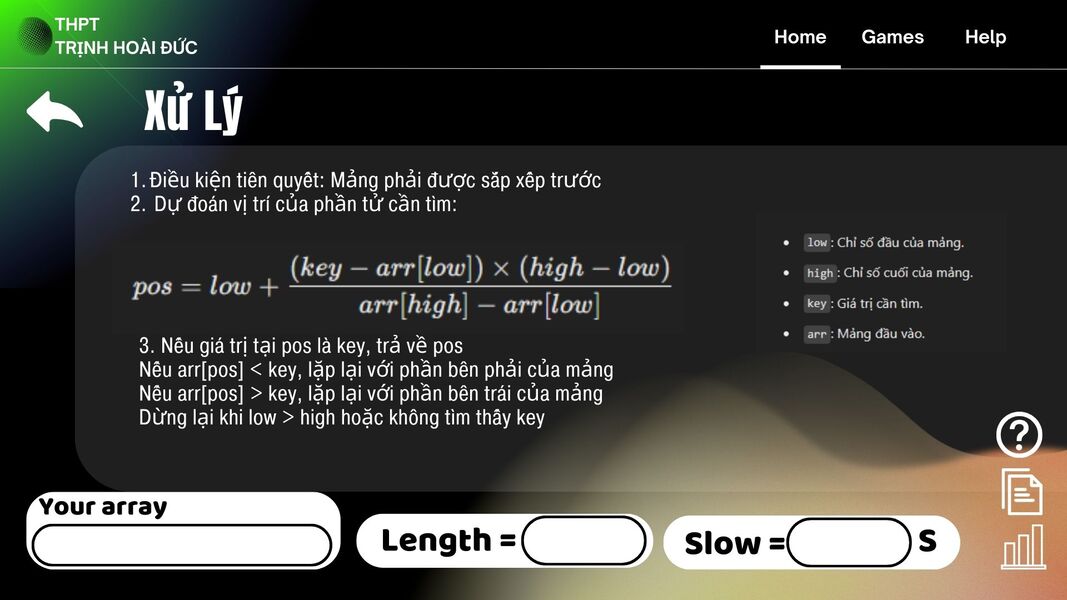 THPT
TRỊNH HOÀI ĐỨC
Home Games Help
Xử Lý
1. Điều kiện tiên quyết: Mảng phải được sắp xếp trước
2. Dự đoán vị trí của phần tử cần tìm:
pos = low + (key − arr[low]) × (high − low)
arr[high] − arr[low]
low: Chỉ số đầu của mảng.
high: Chỉ số cuối của mảng.
key: Giá trị cần tìm.
arr: Mảng đầu vào.
3. Nếu giá trị tại pos là key, trả về pos
Nếu arr[pos] < key, lặp lại với phần bên phải của mảng
Nếu arr[pos] > key, lặp lại với phần bên trái của mảng
Dừng lại khi low > high hoặc không tìm thấy key
?
Your array
Length =
Slow = S